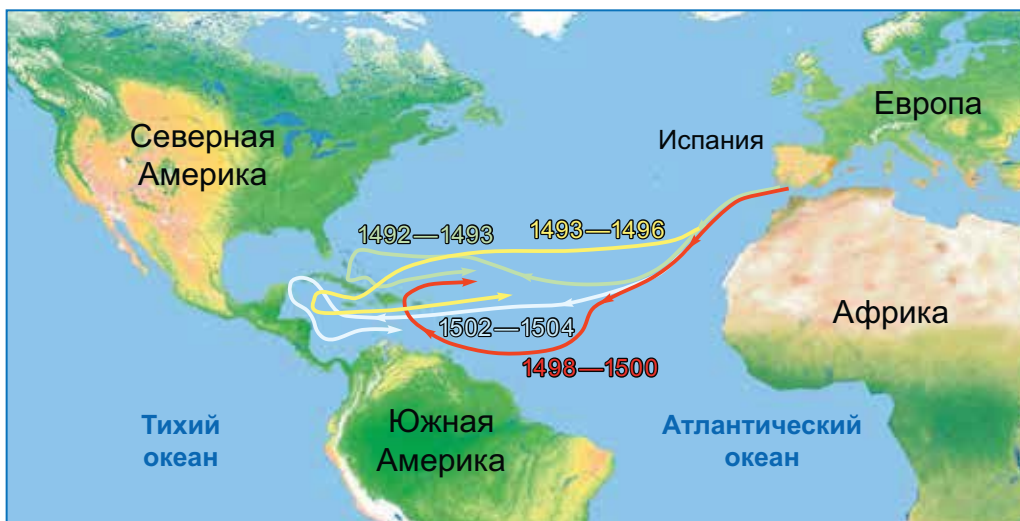 Европа
Испания
Северная
Америка
1492—1493
1493—1496
Африка
1502—1504
1498—1500
Южная
Америка
Тихий
океан
Атлантический
океан